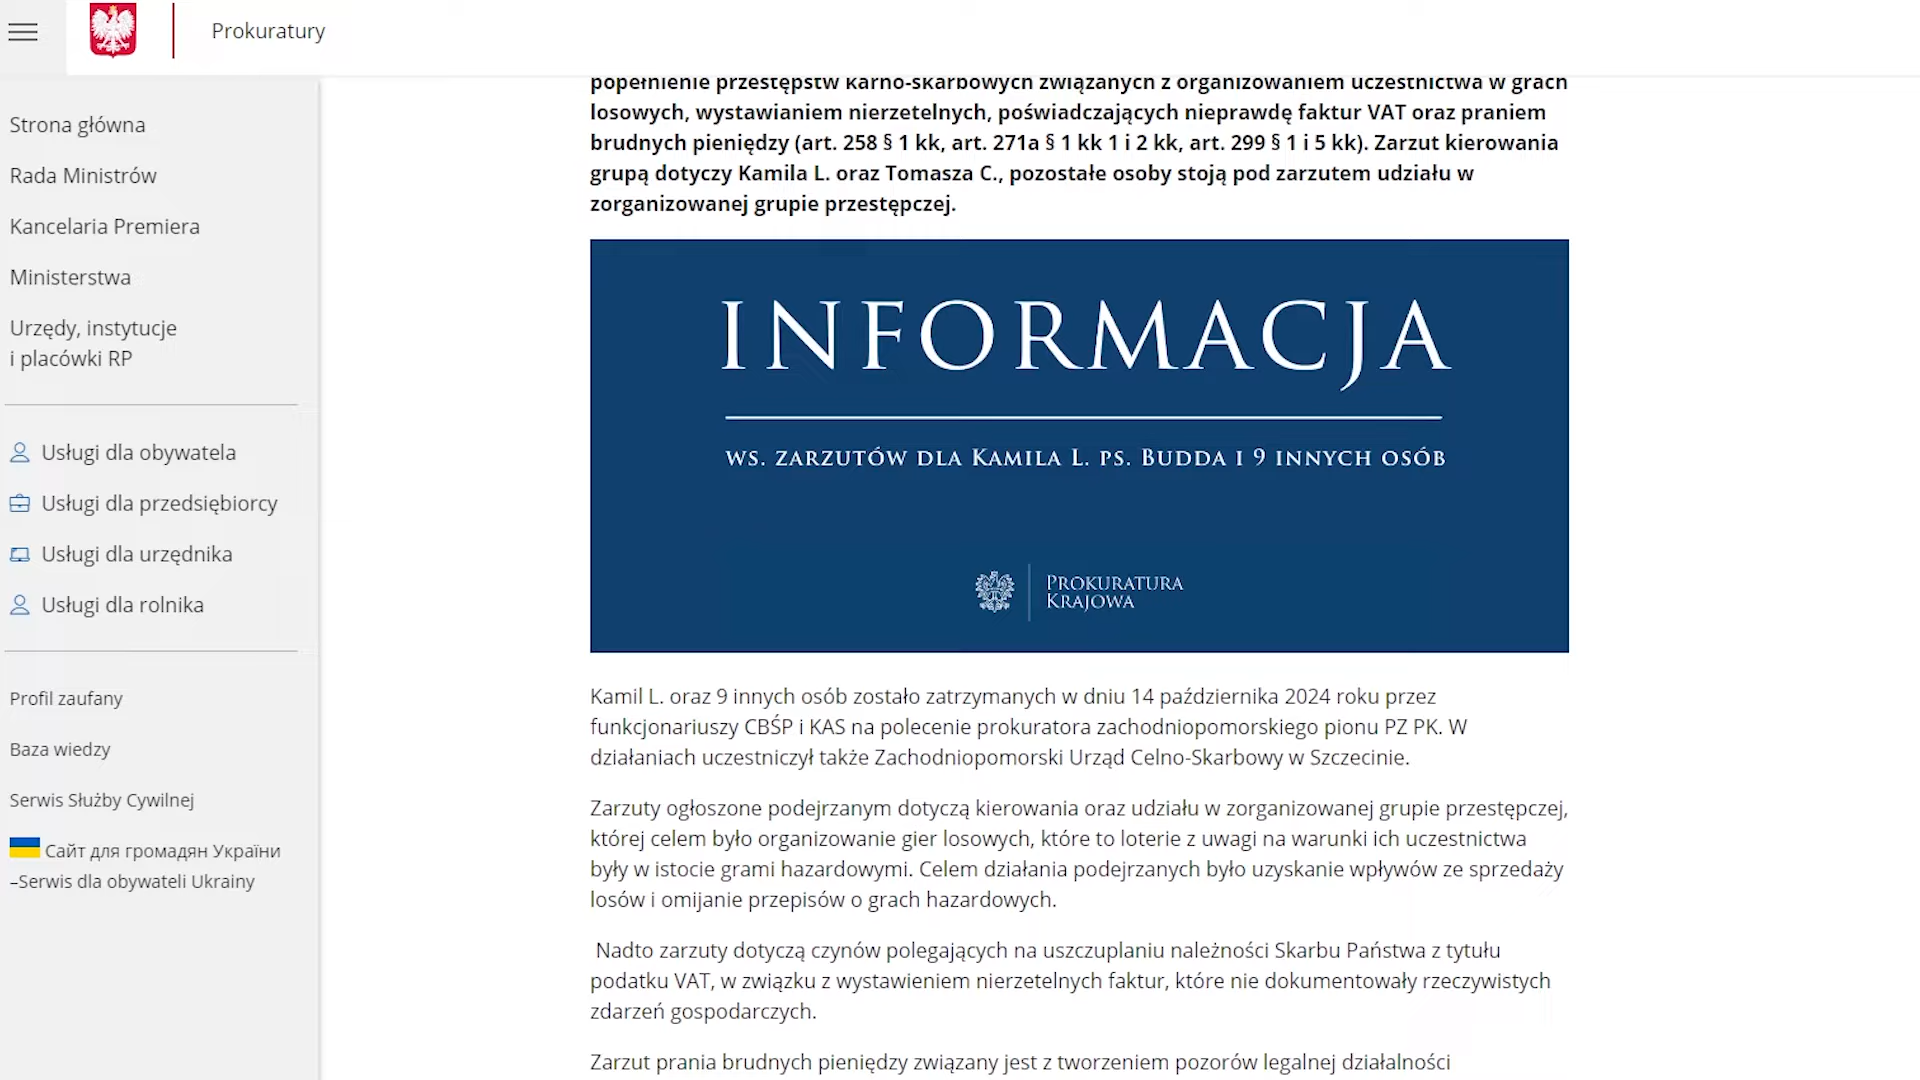 Prokuratury
Strona główna
Rada Ministrów
Kancelaria Premiera
Ministerstwa
Urzędy, instytucje
i placówki RP
Usługi dla obywatela
Usługi dla przedsiębiorcy
Usługi dla urzędnika
Usługi dla rolnika
Profil zaufany
Baza wiedzy
Serwis Służby Cywilnej
Сайт для громадян України
–Serwis dla obywateli Ukrainy
popełnienie przestępstw karno-skarbowych związanych z organizowaniem uczestnictwa w grach
losowych, wystawianiem nierzetelnych, poświadczających nieprawdę faktur VAT oraz praniem
brudnych pieniędzy (art. 258 § 1 kk, art. 271a § 1 kk 1 i 2 kk, art. 299 § 1 i 5 kk). Zarzut kierowania
grupą dotyczy Kamila L. oraz Tomasza C., pozostałe osoby stoją pod zarzutem udziału w
zorganizowanej grupie przestępczej.
INFORMACJA
WS. ZARZUTÓW DLA KAMILA L. PS. BUDDA I 9 INNYCH OSÓB
PROKURATURA
KRAJOWA
Kamil L. oraz 9 innych osób zostało zatrzymanych w dniu 14 października 2024 roku przez
funkcjonariuszy CBŚP i KAS na polecenie prokuratora zachodniopomorskiego pionu PZ PK. W
działaniach uczestniczył także Zachodniopomorski Urząd Celno-Skarbowy w Szczecinie.
Zarzuty ogłoszone podejrzanym dotyczą kierowania oraz udziału w zorganizowanej grupie przestępczej,
której celem było organizowanie gier losowych, które to loterie z uwagi na warunki ich uczestnictwa
były w istocie grami hazardowymi. Celem działania podejrzanych było uzyskanie wpływów ze sprzedaży
losów i omijanie przepisów o grach hazardowych.
Nadto zarzuty dotyczą czynów polegających na uszczuplaniu należności Skarbu Państwa z tytułu
podatku VAT, w związku z wystawieniem nierzetelnych faktur, które nie dokumentowały rzeczywistych
zdarzeń gospodarczych.
Zarzut prania brudnych pieniędzy związany jest z tworzeniem pozorów legalnej działalności